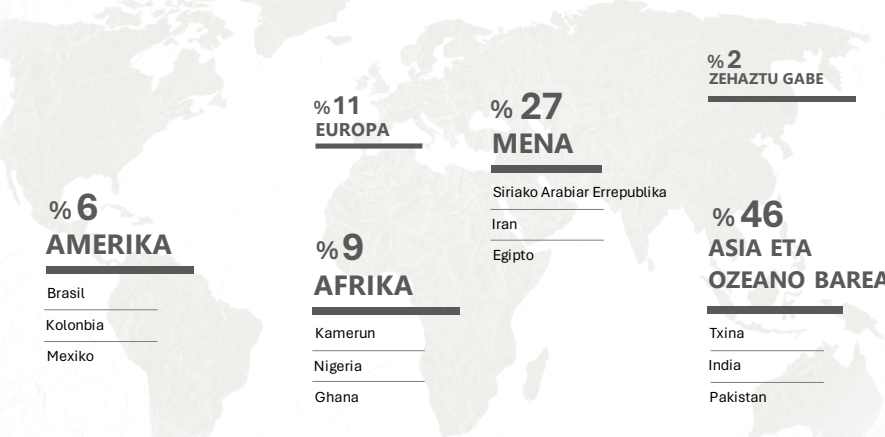 % 6
AMERIKA
Brasil
Kolonbia
Mexiko
% 11
EUROPA
% 9
AFRIKA
Kamerun
Nigeria
Ghana
% 27
MENA
Siriako Arabiar Errepublika
Iran
Egipto
% 2
ZEHAZTU GABE
% 46
ASIA ETA
OZEANO BAREA
Txina
India
Pakistan